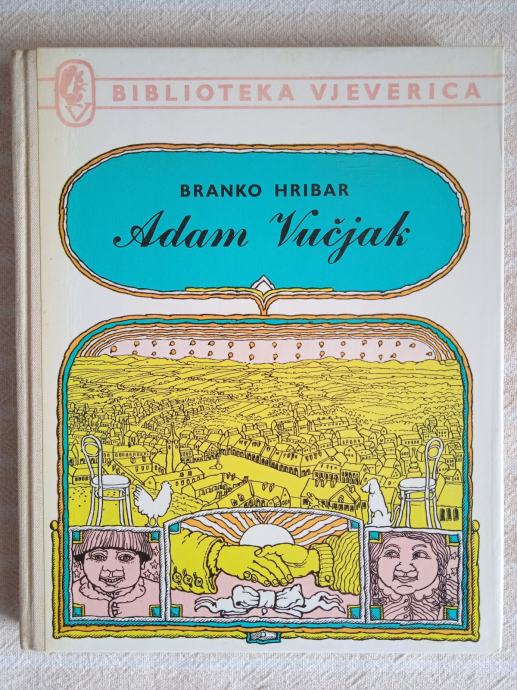 BIBLIOTEKA VJEVERICA
BRANKO HRIBAR
Adam Vučjak